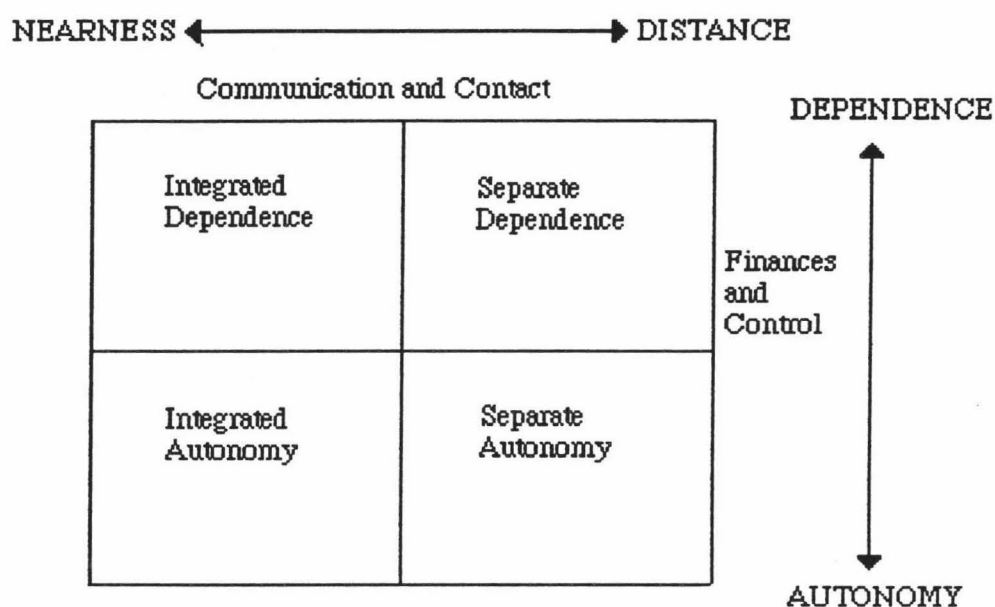 NEARNESS DISTANCE
Communication and Contact
DEPENDENCE
Integrated
Dependence
Separate
Dependence
Finances
and
Control
Integrated
Autonomy
Separate
Autonomy
AUTONOMY